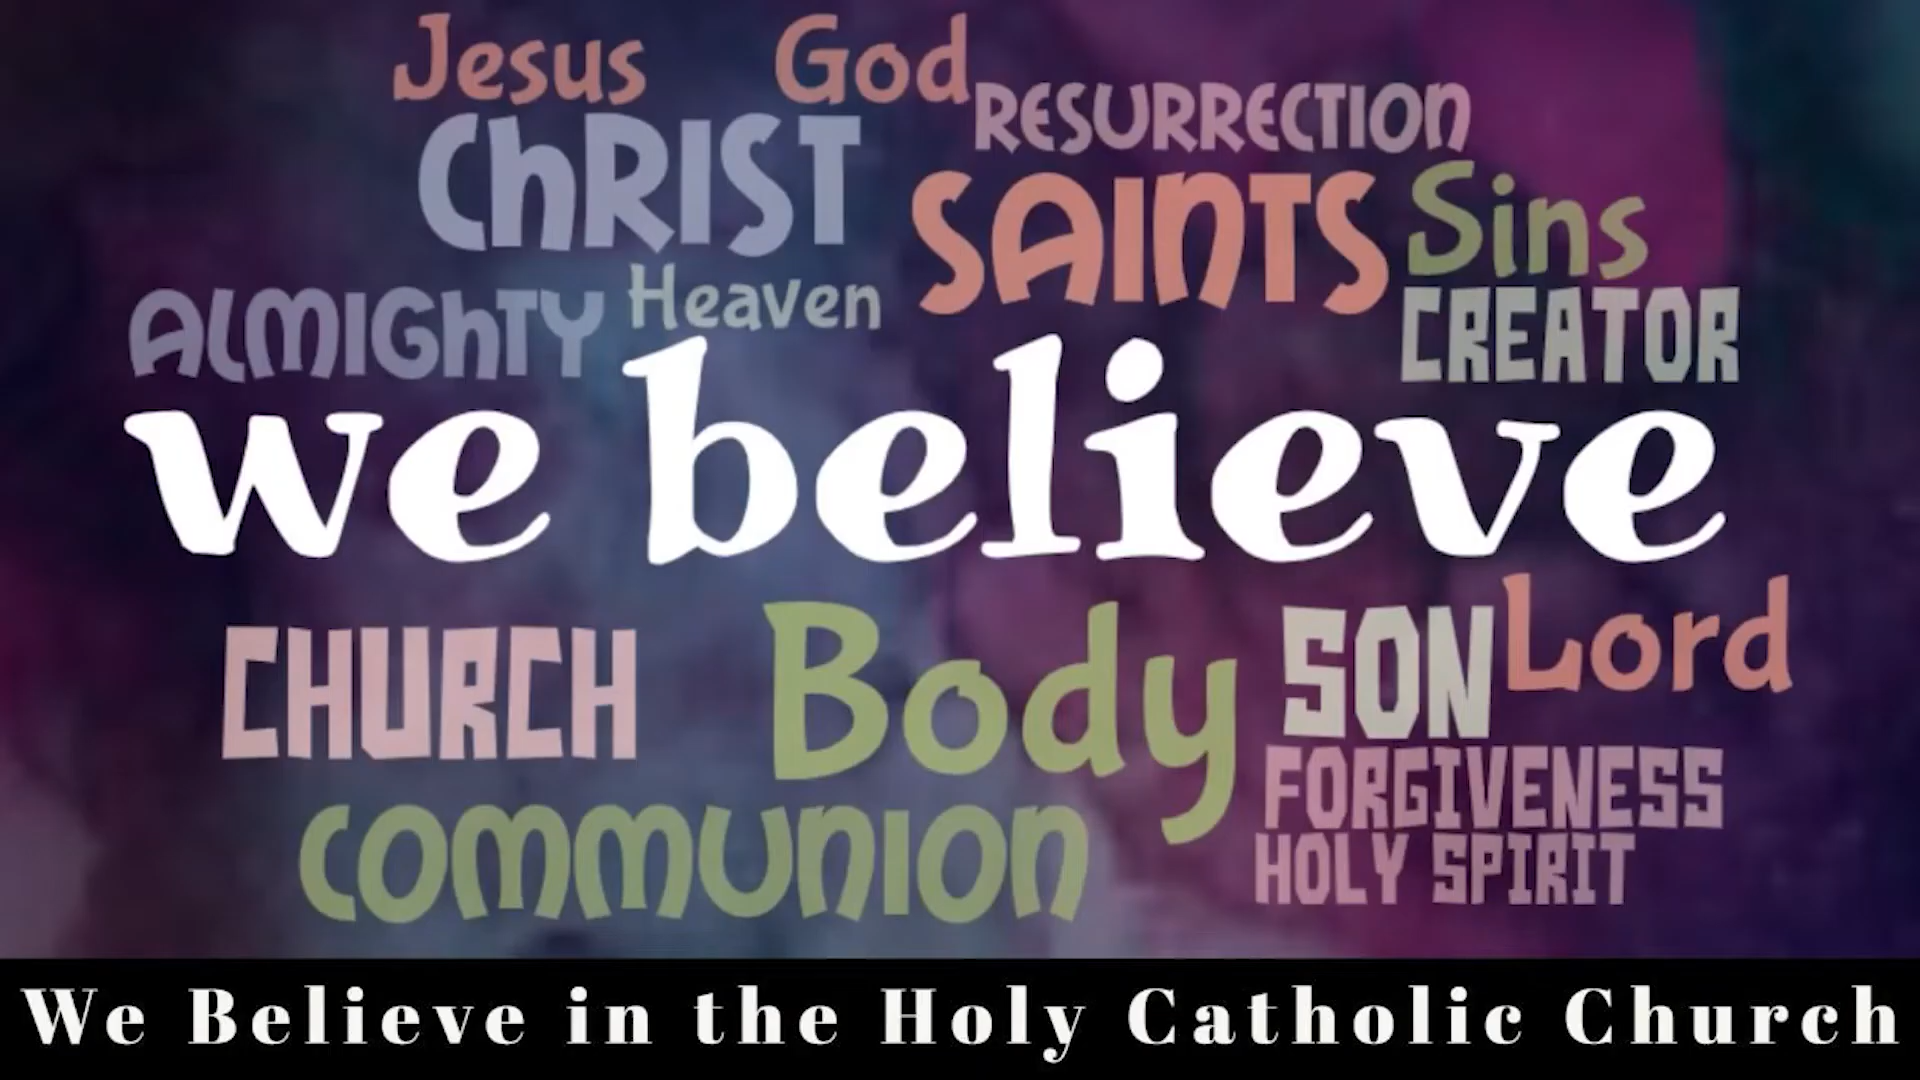 Jesus God
RESURRECTION
ChRIST
SAINTS Sins
ALMIGhTY Heaven
CREATOR
we believe
Lord
CHURCH Body SON
FORGIVENESS
COMMUNION
HOLY SPIRIT
We Believe in the Holy Catholic Church